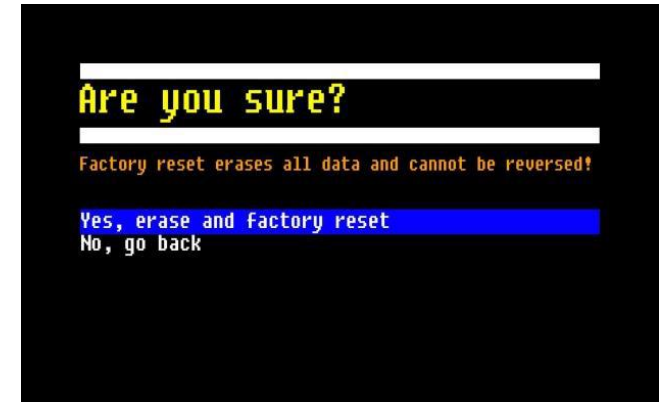 Are you sure?
Factory reset erases all data and cannot be reversed!
Yes, erase and factory reset
No, go back